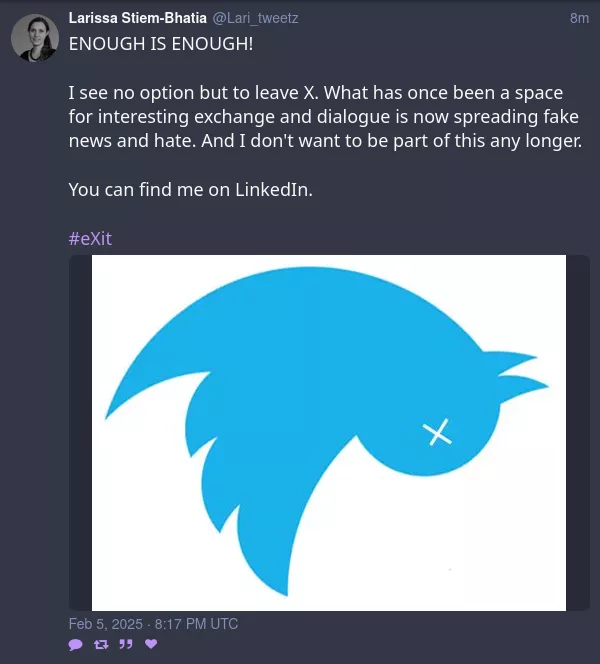 Larissa Stiem-Bhatia @Lari_tweetz 8m
ENOUGH IS ENOUGH!
I see no option but to leave X. What has once been a space
for interesting exchange and dialogue is now spreading fake
news and hate. And I don't want to be part of this any longer.
You can find me on LinkedIn.
#eXit
Feb 5, 2025 · 8:17 PM UTC